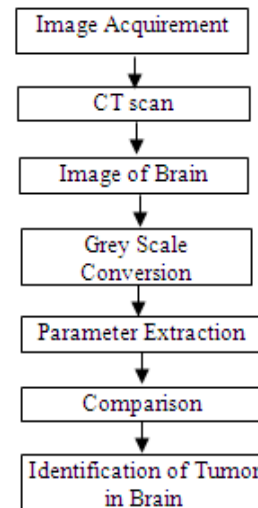 Image Acquirement
CT scan
Image of Brain
Grey Scale
Conversion
Parameter Extraction
Comparison
Identification of Tumor
in Brain